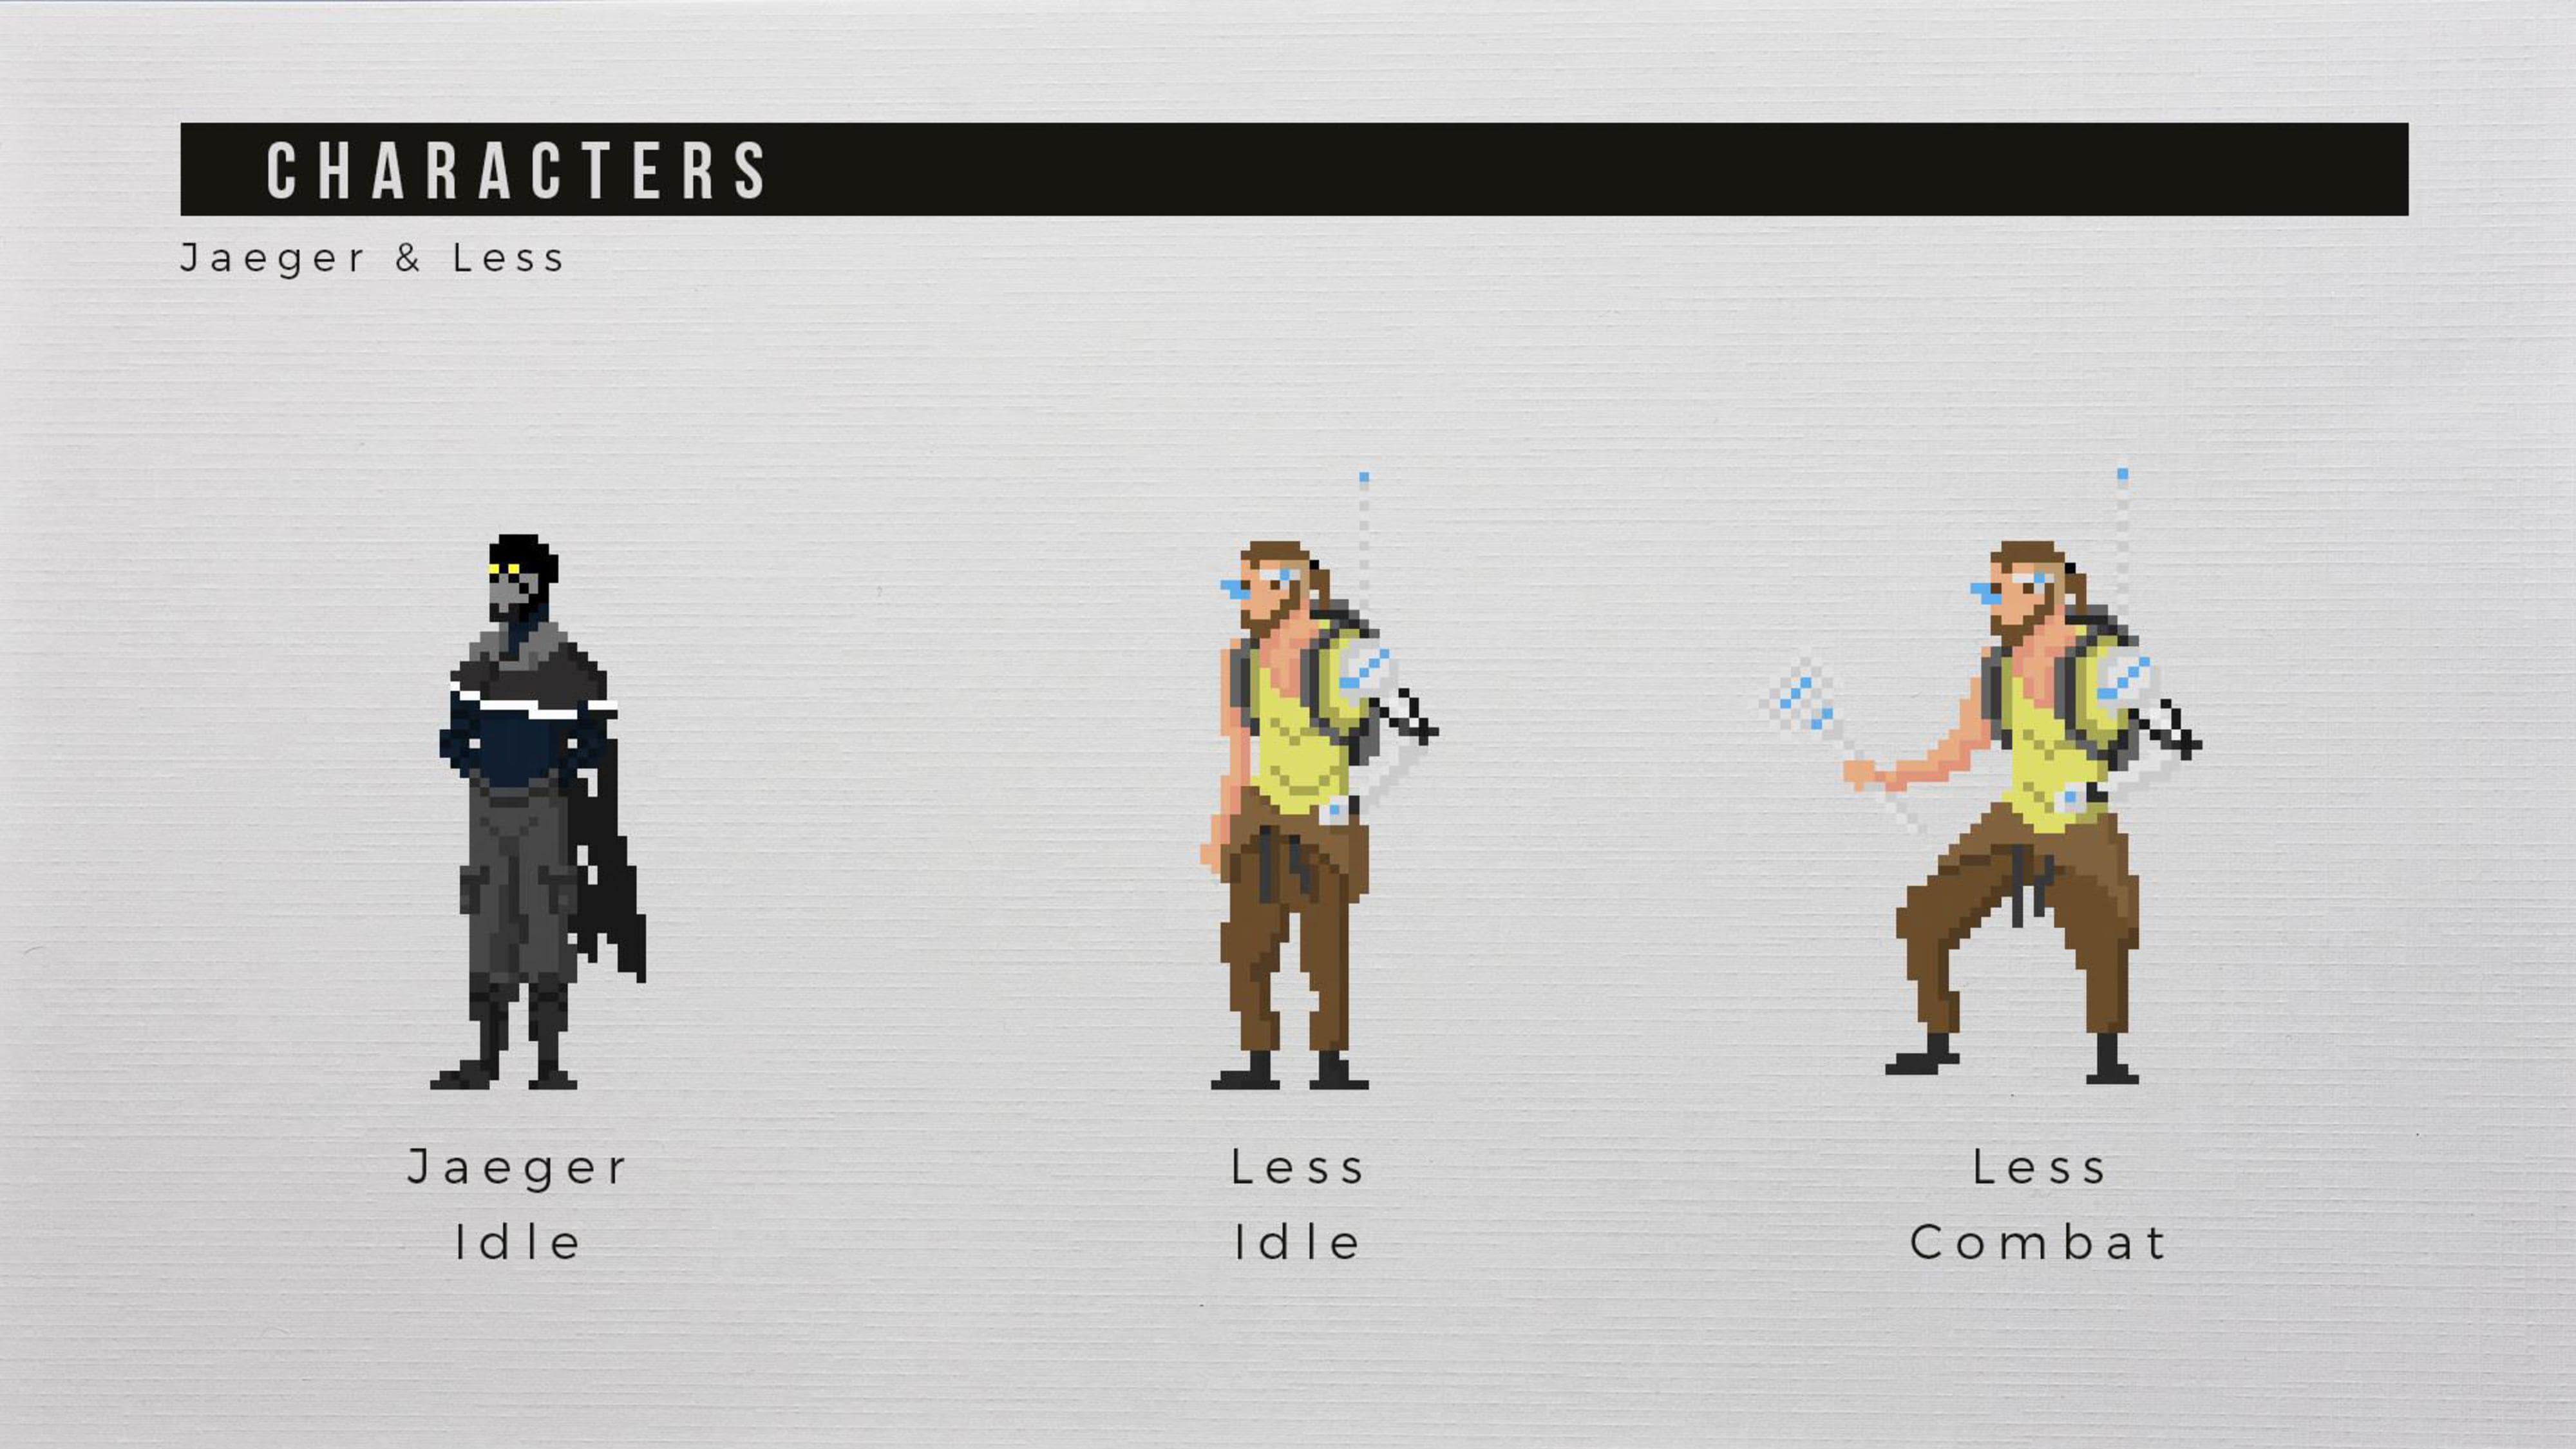 CHARACTERS
Jaeger & Less
Jaeger
Idle
Less
Idle
Less
Combat